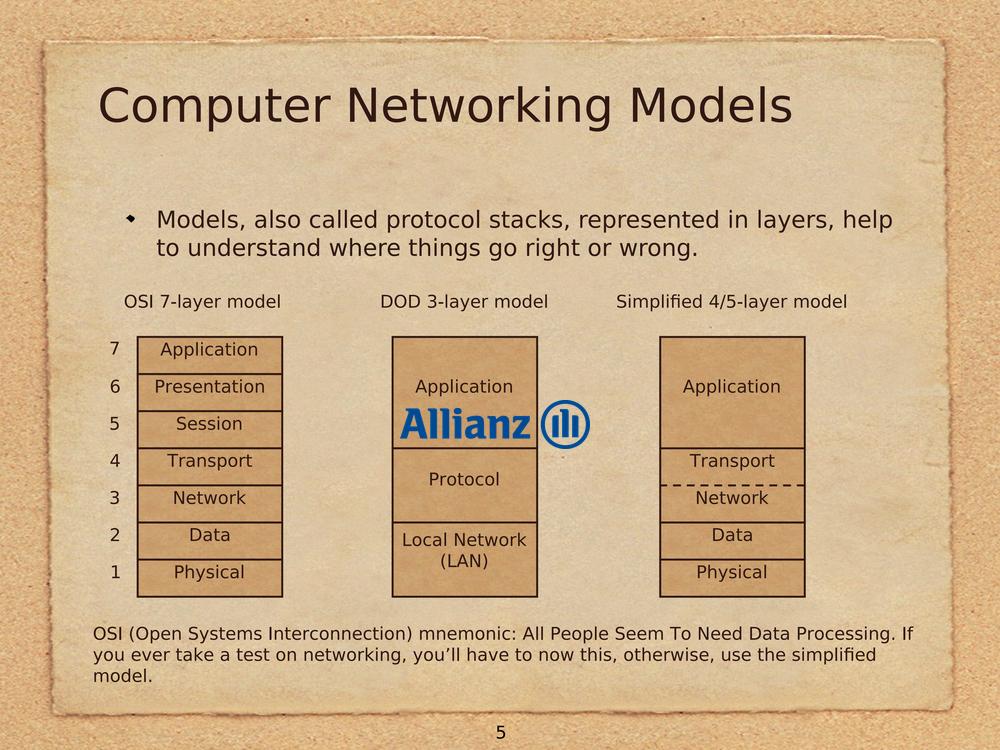 Computer Networking Models
Models, also called protocol stacks, represented in layers, help
to understand where things go right or wrong.
OSI 7-layer model
DOD 3-layer model
Simplified 4/5-layer model
7
Application
6
Presentation
5
Session
4
Transport
3
Network
2
Data
1
Physical
Application
Allianz
Protocol
Local Network
(LAN)
Application
Transport
Network
Data
Physical
OSI (Open Systems Interconnection) mnemonic: All People Seem To Need Data Processing. If
you ever take a test on networking, you’ll have to now this, otherwise, use the simplified
model.
5